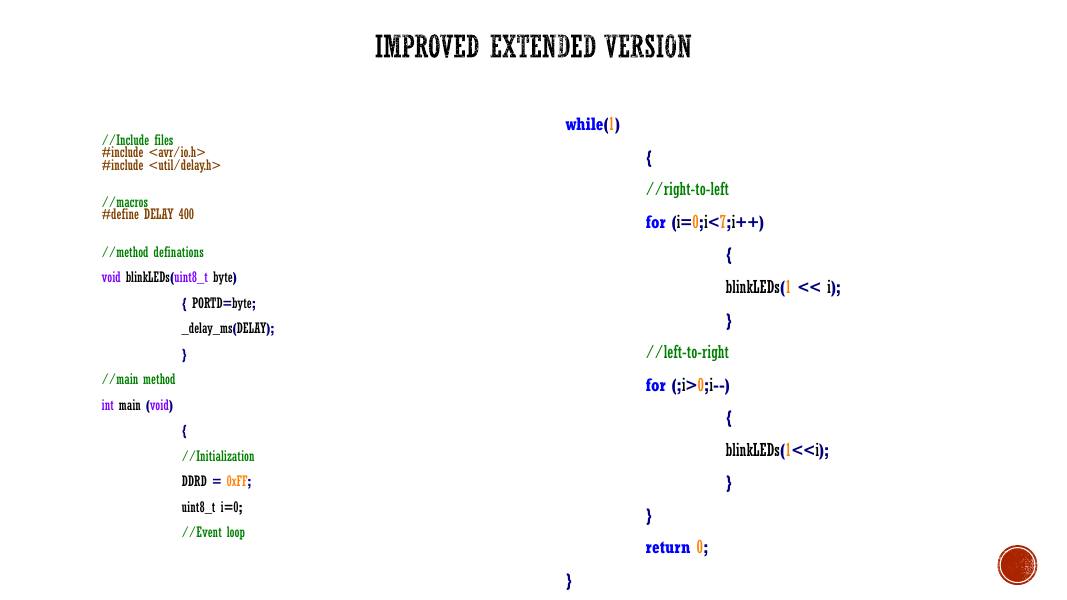 IMPROVED EXTENDED VERSION
//Include files
#include <avr/io.h>
#include <util/delay.h>
//macros
#define DELAY 400
//method definations
void blinkLEDs(uint8_t byte)
{ PORTD=byte;
_delay_ms(DELAY);
}
//main method
int main (void)
{
//Initialization
DDRD = 0xFF;
uint8_t i=0;
//Event loop
while(1)
{
//right-to-left
for (i=0;i<7;i++)
{
blinkLEDs(1 << i);
}
//left-to-right
for (;i>0;i--)
{
blinkLEDs(1<<i);
}
}
return 0;
}